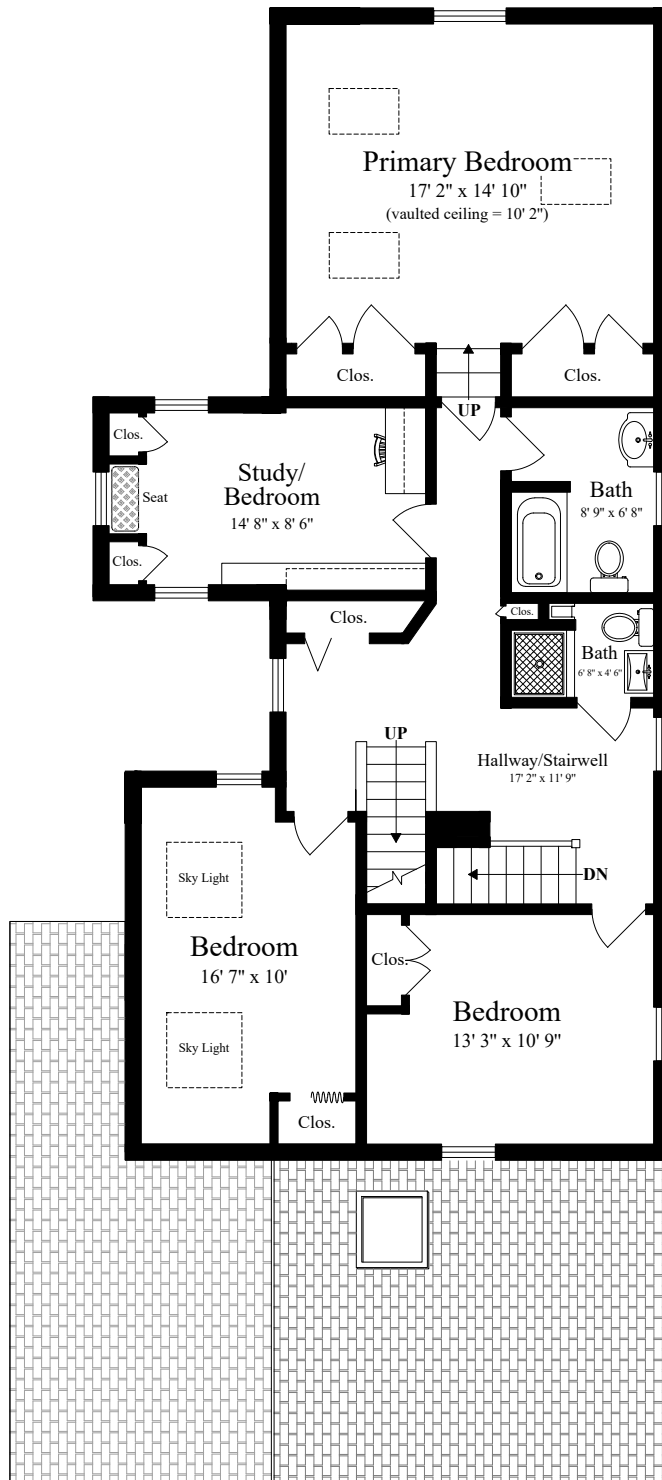 Primary Bedroom
17' 2" x 14' 10"
(vaulted ceiling = 10' 2")
Clos.
Clos.
UP
Clos.
Study/
Bedroom
14' 8" x 8' 6"
Seat
Clos.
Bath
8' 9" x 6' 8"
Clos.
Clos.
Bath
6' 8" x 4' 6"
UP
Hallway/Stairwell
17' 2" x 11' 9"
DN
Sky Light
Bedroom
16' 7" x 10'
Sky Light
Clos.
Clos.
Bedroom
13' 3" x 10' 9"